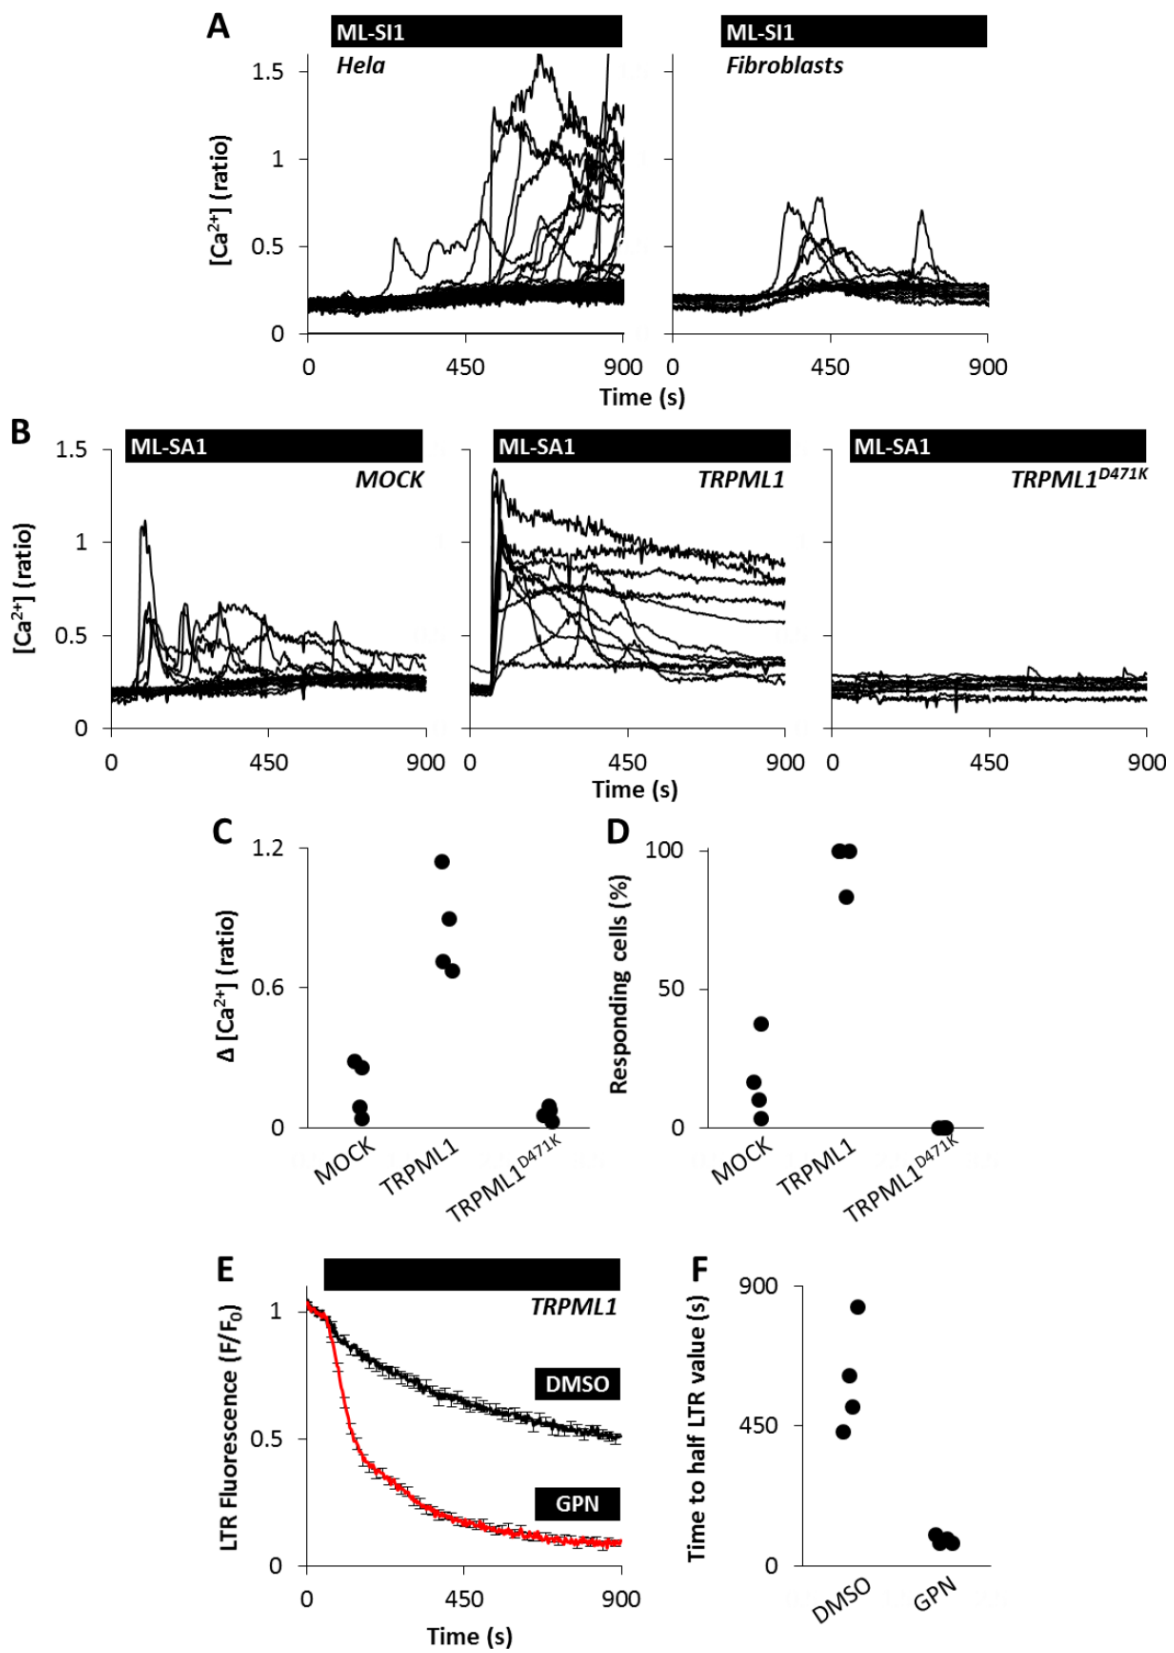 A
ML-SI1
ML-SI1
Hela
Fibroblasts
[Ca²⁺] (ratio)
1.5
1
0.5
0
0
450
900
0
450
900
Time (s)
B
ML-SA1
ML-SA1
ML-SA1
MOCK
TRPML1
TRPML1ᴰ⁴⁷¹ᴷ
[Ca²⁺] (ratio)
1.5
1
0.5
0
0
450
900
0
450
900
0
450
900
Time (s)
C
Δ [Ca²⁺] (ratio)
1.2
0.6
0
MOCK
TRPML1
TRPML1ᴰ⁴⁷¹ᴷ
D
Responding cells (%)
100
50
0
MOCK
TRPML1
TRPML1ᴰ⁴⁷¹ᴷ
E
TRPML1
LTR Fluorescence (F/F₀)
1
0.5
0
DMSO
GPN
0
450
900
Time (s)
F
Time to half LTR value (s)
900
450
0
DMSO
GPN